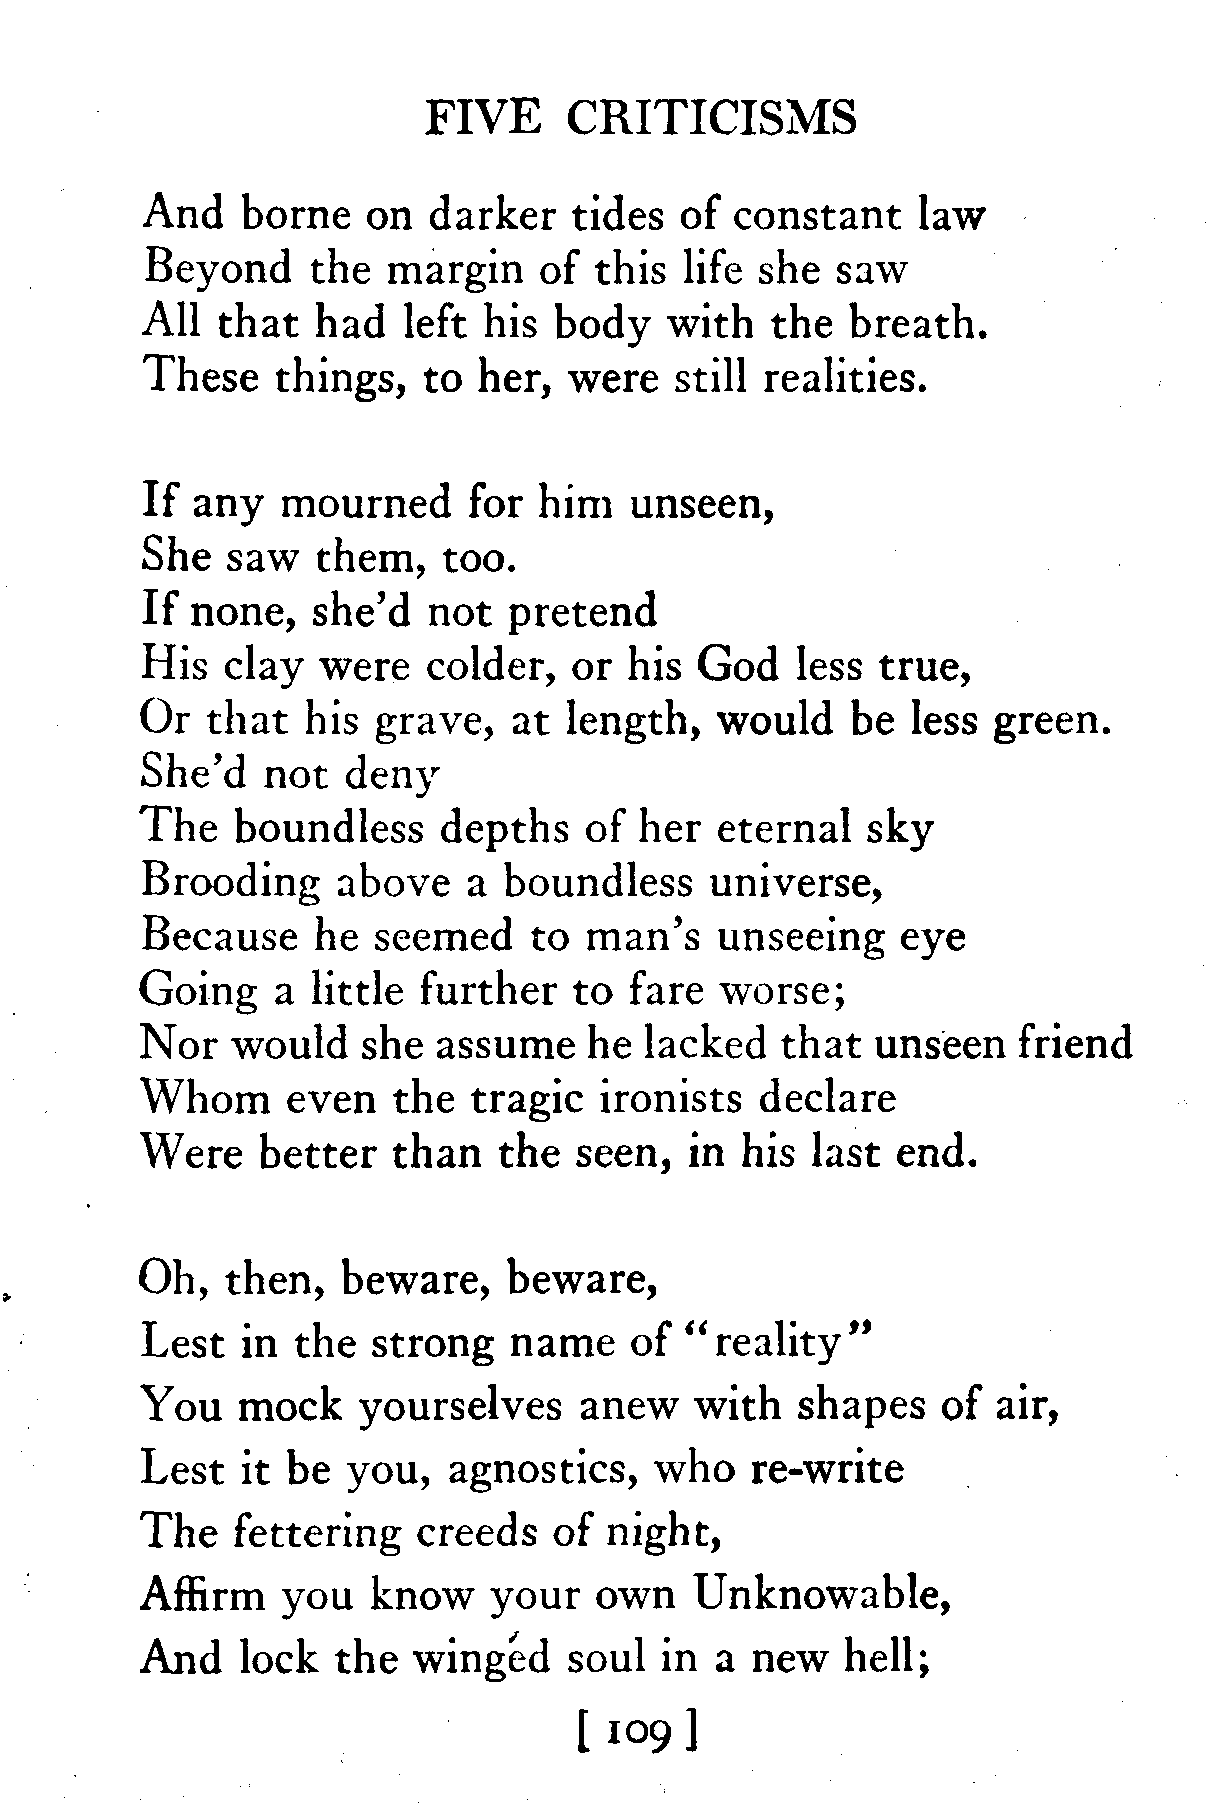 FIVE CRITICISMS
And borne on darker tides of constant law
Beyond the margin of this life she saw
All that had left his body with the breath.
These things, to her, were still realities.
If any mourned for him unseen,
She saw them, too.
If none, she'd not pretend
His clay were colder, or his God less true,
Or that his grave, at length, would be less green.
She'd not deny
The boundless depths of her eternal sky
Brooding above a boundless universe,
Because he seemed to man's unseeing eye
Going a little further to fare worse;
Nor would she assume he lacked that unseen friend
Whom even the tragic ironists declare
Were better than the seen, in his last end.
Oh, then, beware, beware,
Lest in the strong name of "reality"
You mock yourselves anew with shapes of air,
Lest it be you, agnostics, who re-write
The fettering creeds of night,
Affirm you know your own Unknowable,
And lock the wingéd soul in a new hell;
[ 109 ]